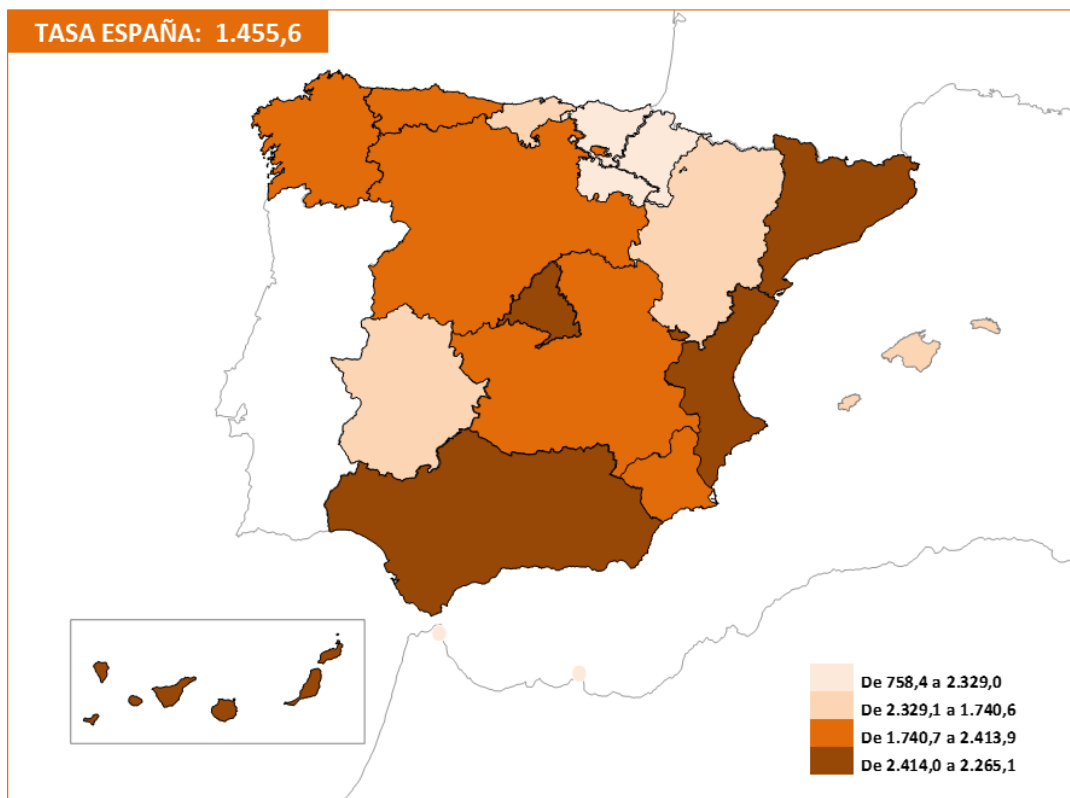 TASA ESPAÑA: 1.455,6
De 758,4 a 2.329,0
De 2.329,1 a 1.740,6
De 1.740,7 a 2.413,9
De 2.414,0 a 2.265,1